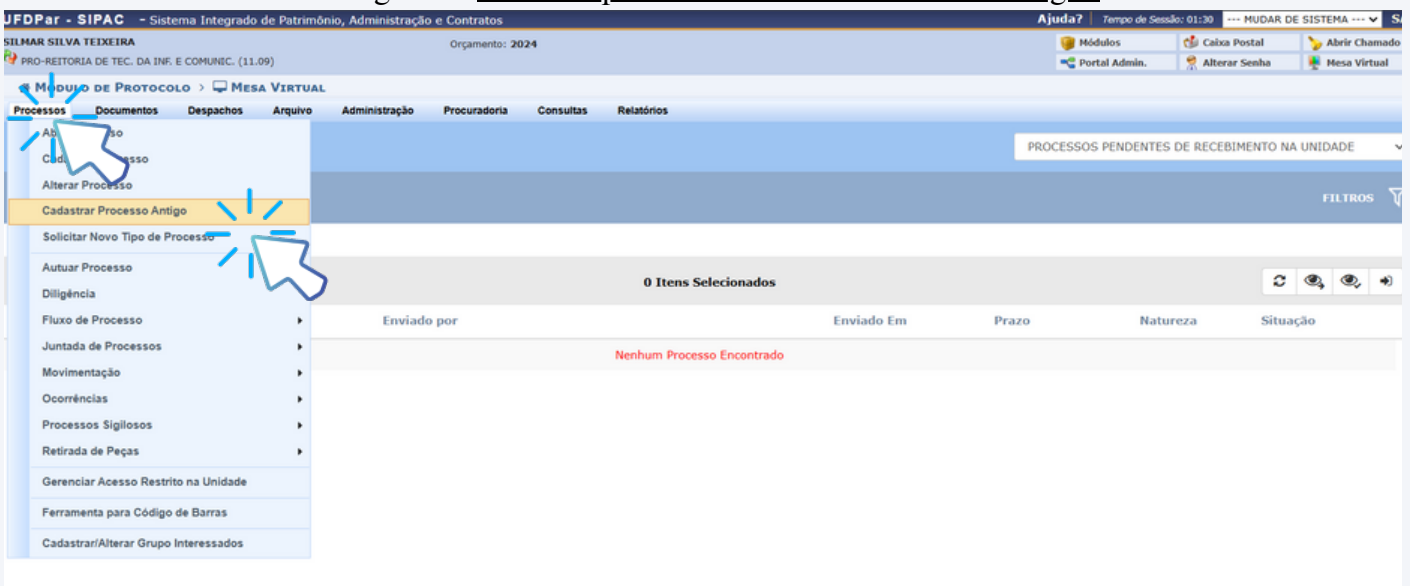 UFDPar - SIPAC - Sistema Integrado de Patrimônio, Administração e Contratos
Ajuda? Tempo de Sessão: 01:30 --- MUDAR DE SISTEMA ---
SILMAR SILVA TEIXEIRA
Orçamento: 2024
Módulos Caixa Postal Abrir Chamado
PRO-REITORIA DE TEC. DA INF. E COMUNIC. (11.09)
Portal Admin. Alterar Senha Mesa Virtual
MÓDULO DE PROTOCOLO > MESA VIRTUAL
Processos Documentos Despachos Arquivo Administração Procuradoria Consultas Relatórios
PROCESSOS PENDENTES DE RECEBIMENTO NA UNIDADE
Alterar Processo
FILTROS
Cadastrar Processo Antigo
Solicitar Novo Tipo de Processo
Autuar Processo
0 Itens Selecionados
Diligência
Fluxo de Processo
Enviado por Enviado Em Prazo Natureza Situação
Juntada de Processos
Nenhum Processo Encontrado
Movimentação
Ocorrências
Processos Sigilosos
Retirada de Peças
Gerenciar Acesso Restrito na Unidade
Ferramenta para Código de Barras
Cadastrar/Alterar Grupo Interessados